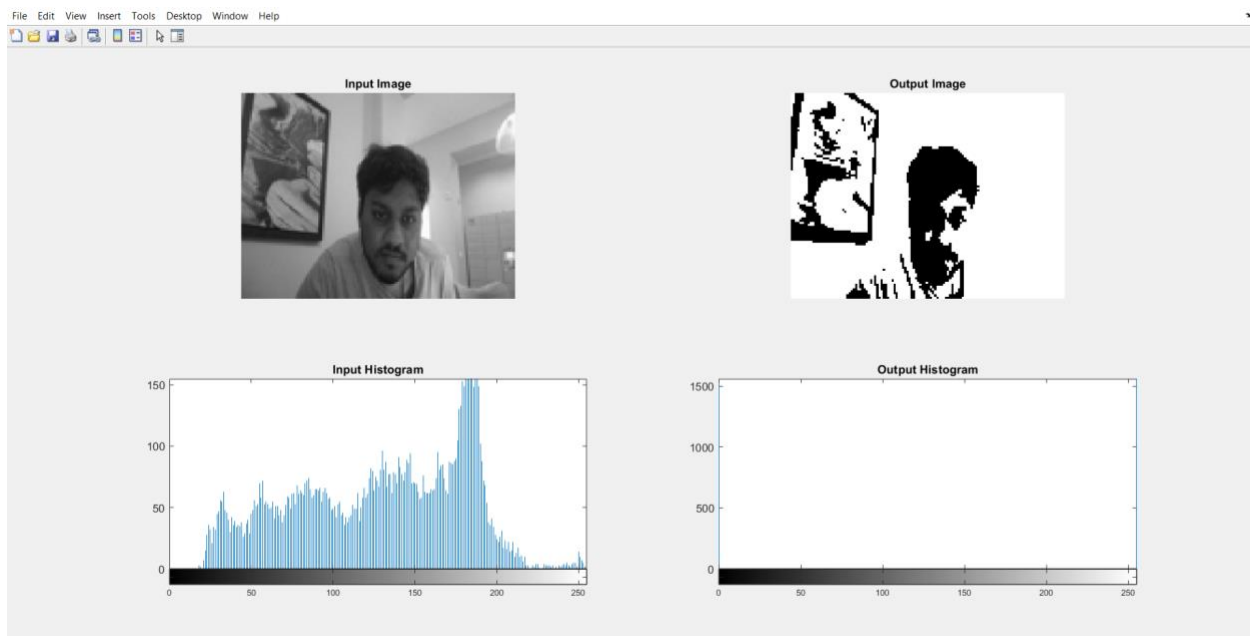 File Edit View Insert Tools Desktop Window Help
Input Image
Output Image
Input Histogram
150
100
50
0
0 50 100 150 200 250
Output Histogram
1500
1000
500
0
0 50 100 150 200 250